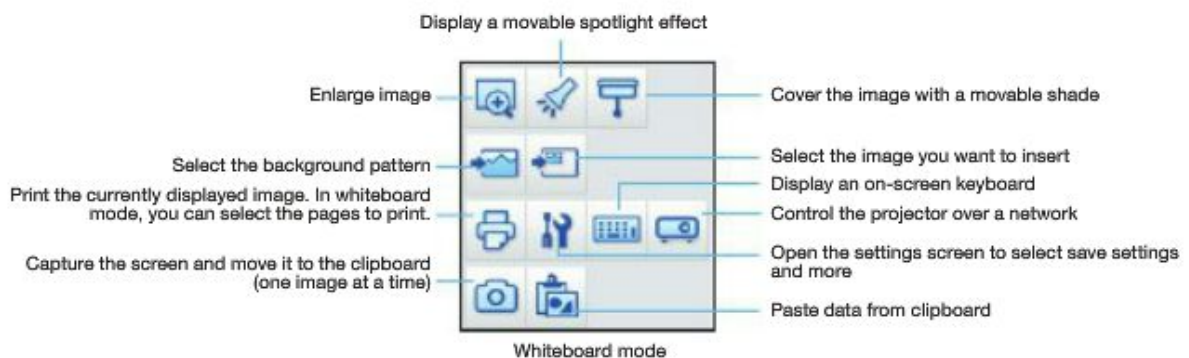 Display a movable spotlight effect
Enlarge image
Cover the image with a movable shade
Select the background pattern
Select the image you want to insert
Print the currently displayed image. In whiteboard
mode, you can select the pages to print.
Display an on-screen keyboard
Control the projector over a network
Capture the screen and move it to the clipboard
(one image at a time)
Open the settings screen to select save settings
and more
Paste data from clipboard
Whiteboard mode